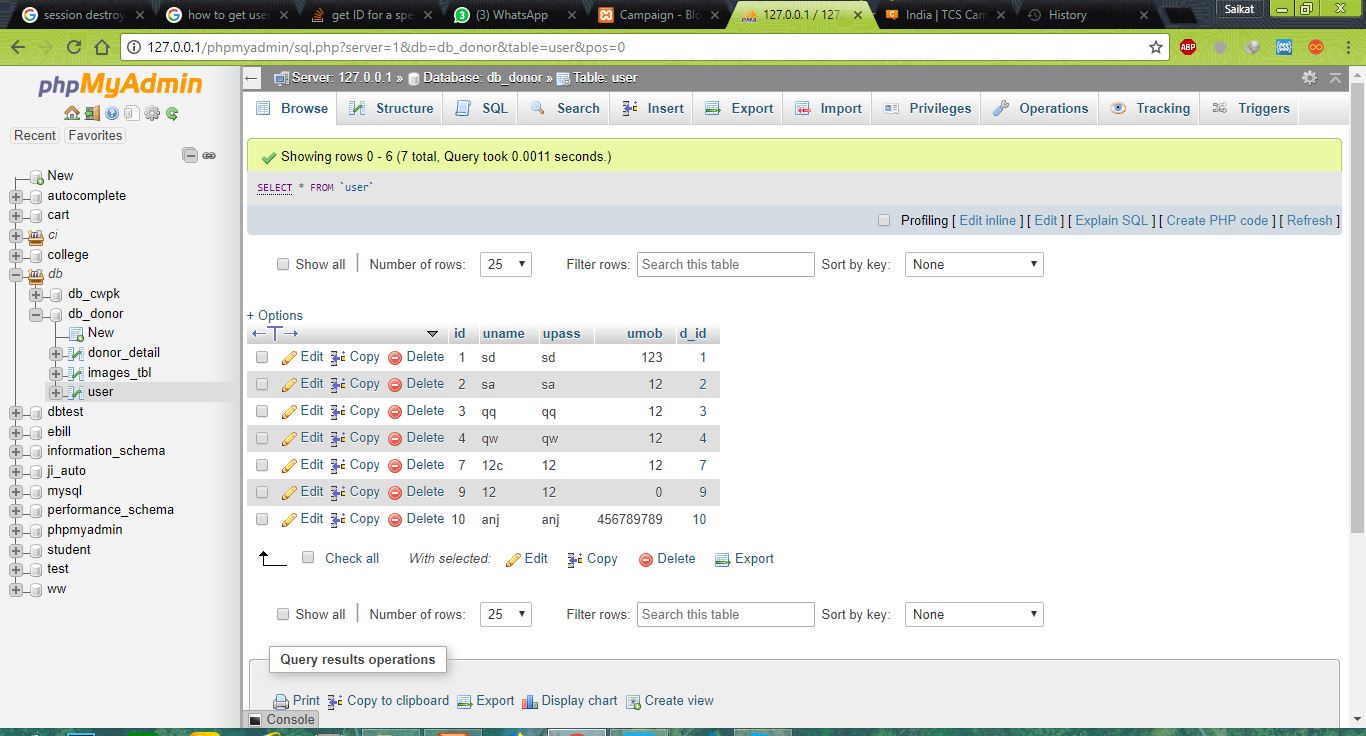 session destroy
how to get user
get ID for a spe
(3) WhatsApp
Campaign - Blo
127.0.0.1 / 127.
India | TCS Cam
History
Saikat
127.0.0.1/phpmyadmin/sql.php?server=1&db=db_donor&table=user&pos=0
phpMyAdmin
Recent Favorites
New
autocomplete
cart
ci
college
db
db_cwpk
db_donor
New
donor_detail
images_tbl
user
dbtest
ebill
information_schema
ji_auto
mysql
performance_schema
phpmyadmin
student
test
ww
Server: 127.0.0.1 » Database: db_donor » Table: user
Browse Structure SQL Search Insert Export Import Privileges Operations Tracking Triggers
Showing rows 0 - 6 (7 total, Query took 0.0011 seconds.)
SELECT * FROM `user`
Profiling [ Edit inline ] [ Edit ] [ Explain SQL ] [ Create PHP code ] [ Refresh ]
Show all | Number of rows: 25 Filter rows: Search this table Sort by key: None
+ Options
←T→ id uname upass umob d_id
Edit Copy Delete 1 sd sd 123 1
Edit Copy Delete 2 sa sa 12 2
Edit Copy Delete 3 qq qq 12 3
Edit Copy Delete 4 qw qw 12 4
Edit Copy Delete 7 12c 12 12 7
Edit Copy Delete 9 12 12 0 9
Edit Copy Delete 10 anj anj 456789789 10
Check all With selected: Edit Copy Delete Export
Show all | Number of rows: 25 Filter rows: Search this table Sort by key: None
Query results operations
Print Copy to clipboard Export Display chart Create view
Console